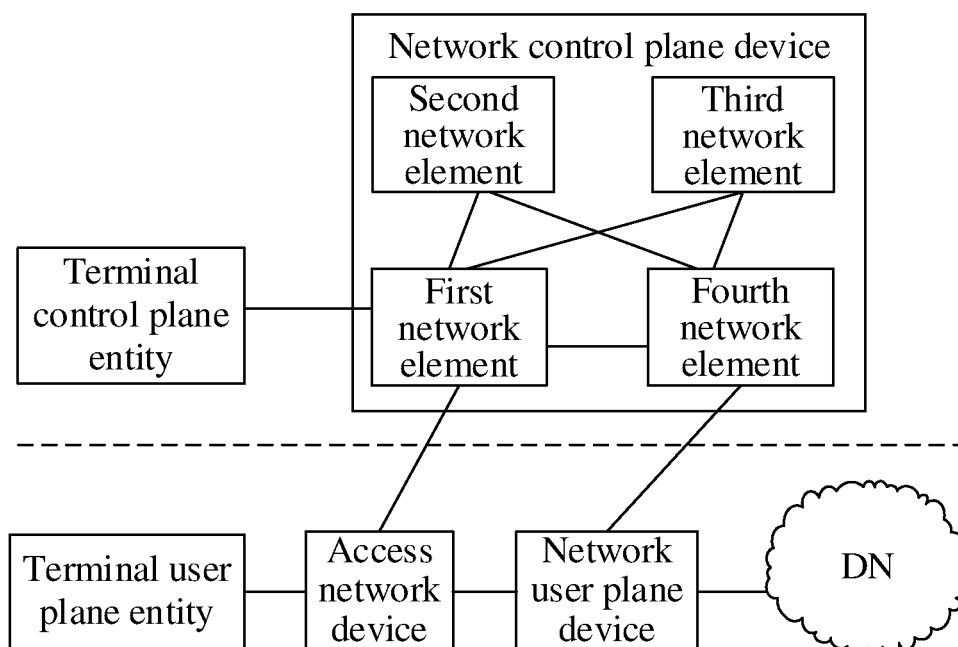 Network control plane device
Second
network
element
Third
network
element
Terminal
control plane
entity
First
network
element
Fourth
network
element
Terminal user
plane entity
Access
network
device
Network
user plane
device
DN